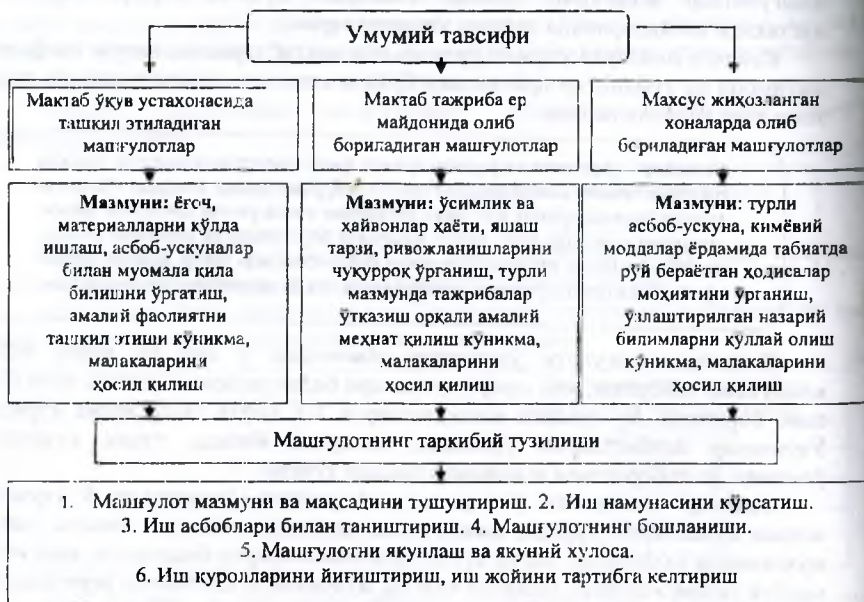 Умумий тавсифи
Мактаб ўқув устахонасида
ташкил этиладиган
машғулотлар
Мактаб тажриба ер
майдонида олиб
бориладиган машғулотлар
Махсус жиҳозланган
хоналарда олиб
бориладиган машғулотлар
Мазмуни: ёғоч,
материалларни қўлда
ишлаш, асбоб-ускуналар
билан муомала қила
билишни ўргатиш,
амалий фаолиятни
ташкил этиши кўникма,
малакаларини
ҳосил қилиш
Мазмуни: ўсимлик ва
ҳайвонлар ҳаёти, яшаш
тарзи, ривожланишларини
чуқурроқ ўрганиш, турли
мазмунда тажрибалар
ўтказиш орқали амалий
меҳнат қилиш кўникма,
малакаларини
ҳосил қилиш
Мазмуни: турли
асбоб-ускуна, кимёвий
моддалар ёрдамида табиатда
рўй бераётган ҳодисалар
моҳиятини ўрганиш,
ўзлаштирилган назарий
билимларни қўллай олиш
кўникма, малакаларини
ҳосил қилиш
Машғулотнинг таркибий тузилиши
1. Машғулот мазмуни ва мақсадини тушунтириш. 2. Иш намунасини кўрсатиш.
3. Иш асбоблари билан таништириш. 4. Машғулотнинг бошланиши.
5. Машғулотни якунлаш ва якуний хулоса.
6. Иш қуролларини йиғиштириш, иш жойини тартибга келтириш